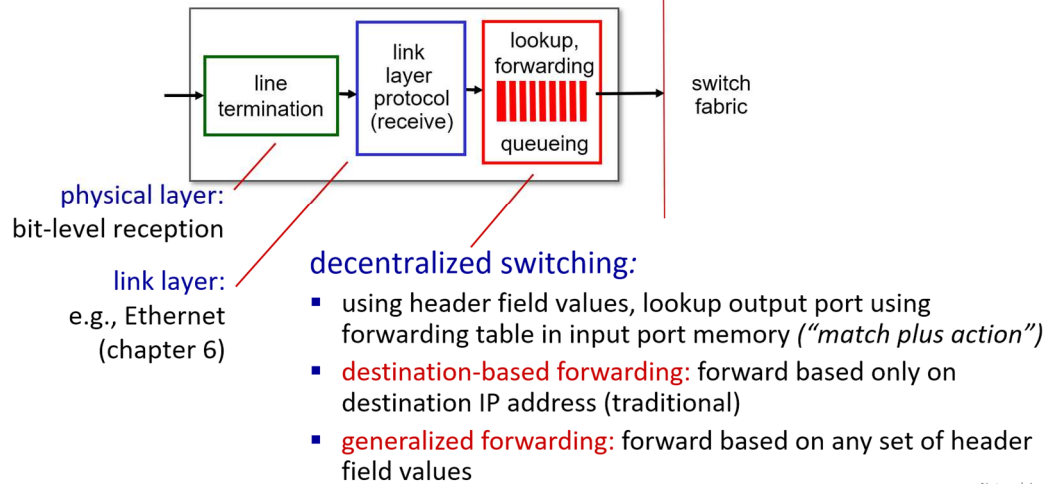 line
termination
link
layer
protocol
(receive)
lookup,
forwarding
queueing
switch
fabric
physical layer:
bit-level reception
link layer:
e.g., Ethernet
(chapter 6)
decentralized switching:
▪ using header field values, lookup output port using
forwarding table in input port memory (“match plus action”)
▪ destination-based forwarding: forward based only on
destination IP address (traditional)
▪ generalized forwarding: forward based on any set of header
field values